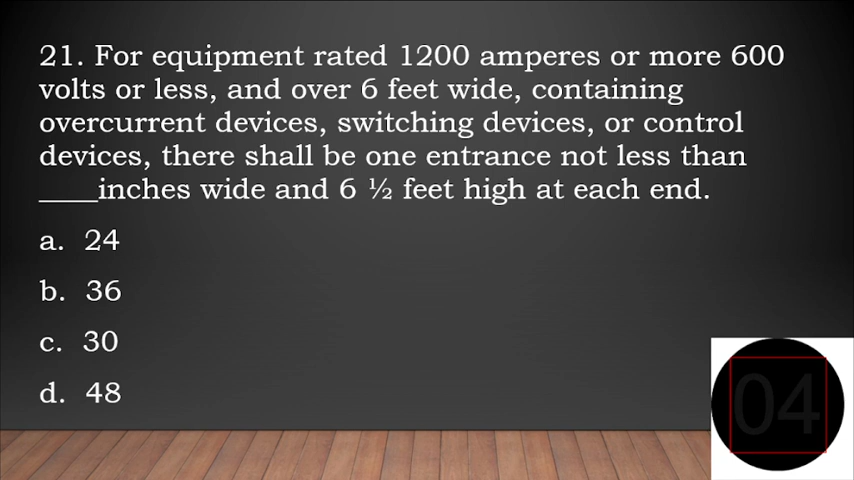 21. For equipment rated 1200 amperes or more 600
volts or less, and over 6 feet wide, containing
overcurrent devices, switching devices, or control
devices, there shall be one entrance not less than
____inches wide and 6 ½ feet high at each end.
a. 24
b. 36
c. 30
d. 48
04